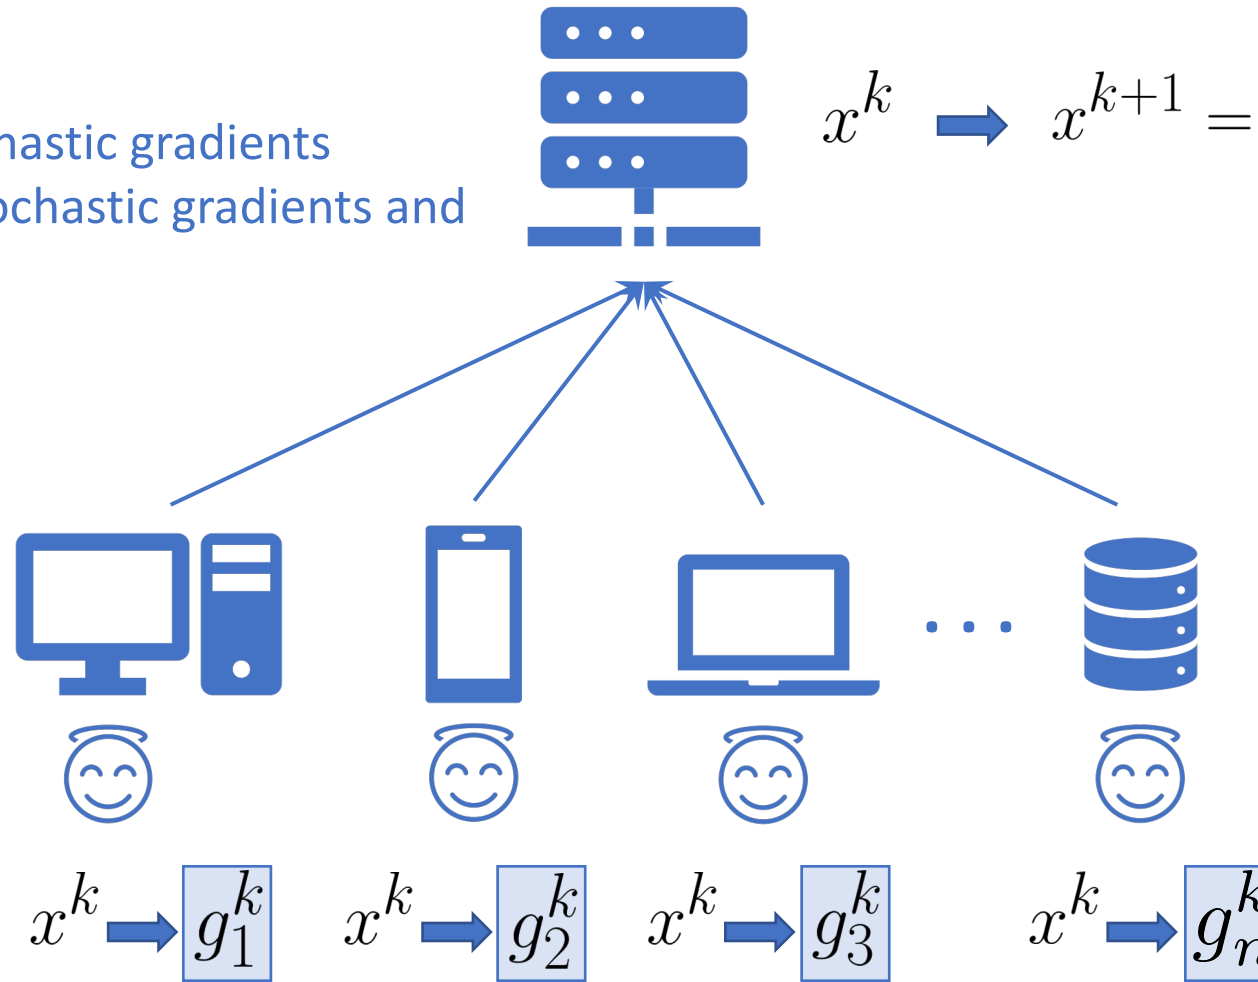 x^k → x^{k+1} =
hastic gradients
ochastic gradients and
. . .
x^k → g_1^k x^k → g_2^k x^k → g_3^k x^k → g_n^k